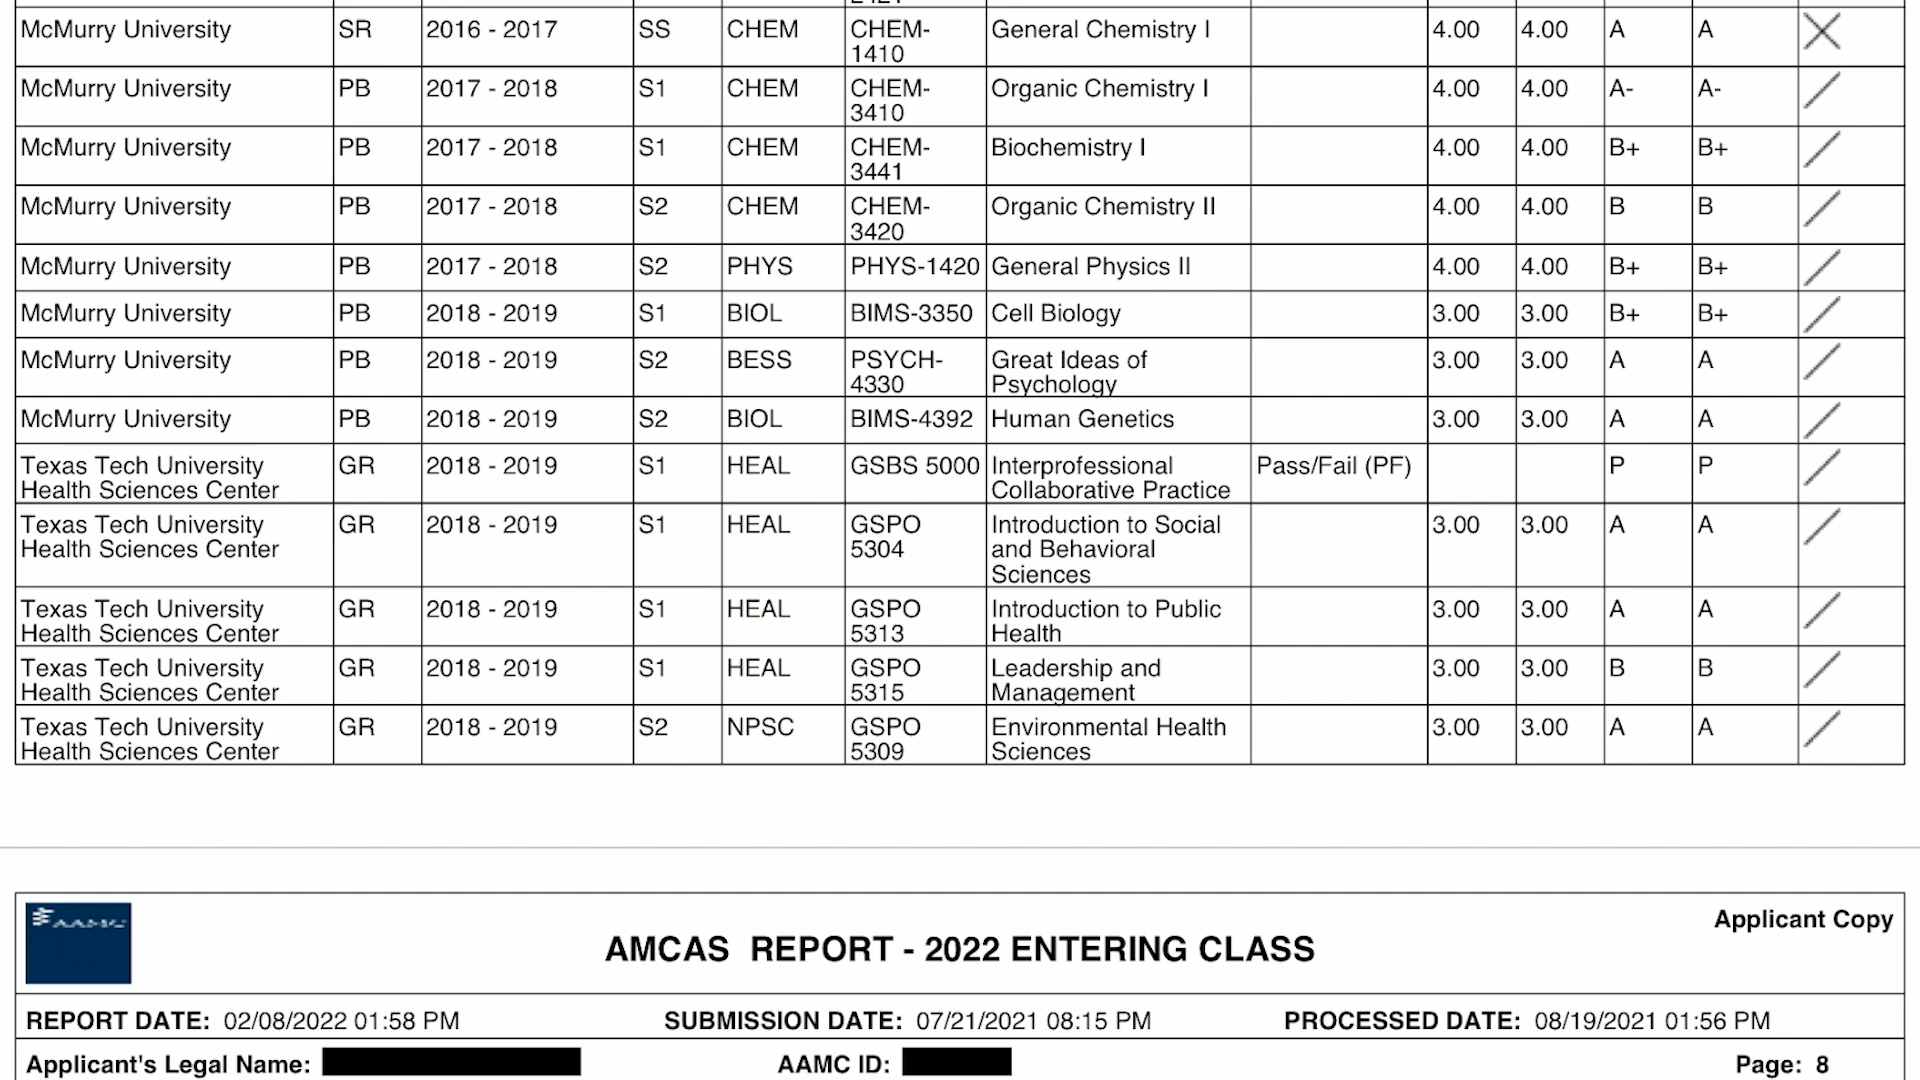 McMurry University SR 2016 - 2017 SS CHEM CHEM- General Chemistry I 4.00 4.00 A A
1410
McMurry University PB 2017 - 2018 S1 CHEM CHEM- Organic Chemistry I 4.00 4.00 A- A-
3410
McMurry University PB 2017 - 2018 S1 CHEM CHEM- Biochemistry I 4.00 4.00 B+ B+
3441
McMurry University PB 2017 - 2018 S2 CHEM CHEM- Organic Chemistry II 4.00 4.00 B B
3420
McMurry University PB 2017 - 2018 S2 PHYS PHYS-1420 General Physics II 4.00 4.00 B+ B+
McMurry University PB 2018 - 2019 S1 BIOL BIMS-3350 Cell Biology 3.00 3.00 B+ B+
McMurry University PB 2018 - 2019 S2 BESS PSYCH- Great Ideas of 3.00 3.00 A A
4330 Psychology
McMurry University PB 2018 - 2019 S2 BIOL BIMS-4392 Human Genetics 3.00 3.00 A A
Texas Tech University GR 2018 - 2019 S1 HEAL GSBS 5000 Interprofessional Pass/Fail (PF) P P
Health Sciences Center Collaborative Practice
Texas Tech University GR 2018 - 2019 S1 HEAL GSPO Introduction to Social 3.00 3.00 A A
Health Sciences Center 5304 and Behavioral
Sciences
Texas Tech University GR 2018 - 2019 S1 HEAL GSPO Introduction to Public 3.00 3.00 A A
Health Sciences Center 5313 Health
Texas Tech University GR 2018 - 2019 S1 HEAL GSPO Leadership and 3.00 3.00 B B
Health Sciences Center 5315 Management
Texas Tech University GR 2018 - 2019 S2 NPSC GSPO Environmental Health 3.00 3.00 A A
Health Sciences Center 5309 Sciences
AAMC
Applicant Copy
AMCAS REPORT - 2022 ENTERING CLASS
REPORT DATE: 02/08/2022 01:58 PM SUBMISSION DATE: 07/21/2021 08:15 PM PROCESSED DATE: 08/19/2021 01:56 PM
Applicant's Legal Name: AAMC ID: Page: 8